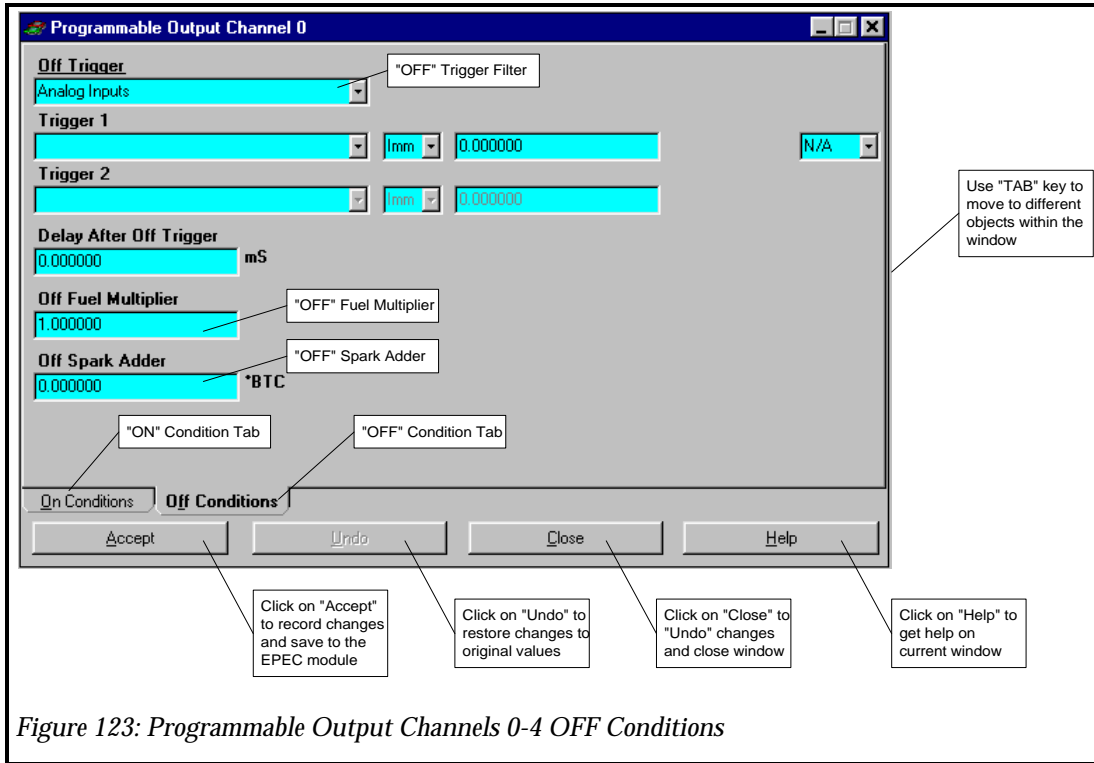 Programmable Output Channel 0
Off Trigger
"OFF" Trigger Filter
Analog Inputs
Trigger 1
Imm 0.000000 N/A
Trigger 2
Imm 0.000000
Use "TAB" key to
move to different
objects within the
window
Delay After Off Trigger
0.000000 mS
Off Fuel Multiplier
"OFF" Fuel Multiplier
1.000000
Off Spark Adder
"OFF" Spark Adder
0.000000 °BTC
"ON" Condition Tab
"OFF" Condition Tab
On Conditions Off Conditions
Accept Undo Close Help
Click on "Accept"
to record changes
and save to the
EPEC module
Click on "Undo" to
restore changes to
original values
Click on "Close" to
"Undo" changes
and close window
Click on "Help" to
get help on
current window
Figure 123: Programmable Output Channels 0-4 OFF Conditions